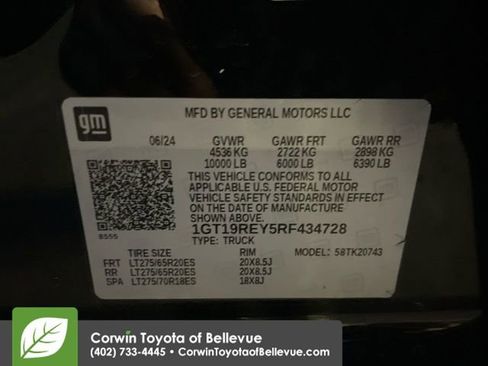 gm
MFD BY GENERAL MOTORS LLC
06/24 GVWR GAWR FRT GAWR RR
4536 KG 2722 KG 2898 KG
10000 LB 6000 LB 6390 LB
THIS VEHICLE CONFORMS TO ALL
APPLICABLE U.S. FEDERAL MOTOR
VEHICLE SAFETY STANDARDS IN EFFECT
ON THE DATE OF MANUFACTURE
SHOWN ABOVE.
1GT19REY5RF434728
8555
TYPE: TRUCK MODEL: 58TK20743
TIRE SIZE RIM
FRT LT275/65R20ES 20X8.5J
RR LT275/65R20ES 20X8.5J
SPA LT275/70R18ES 18X8J
Corwin Toyota of Bellevue
(402) 733-4445 • CorwinToyotaofBellevue.com